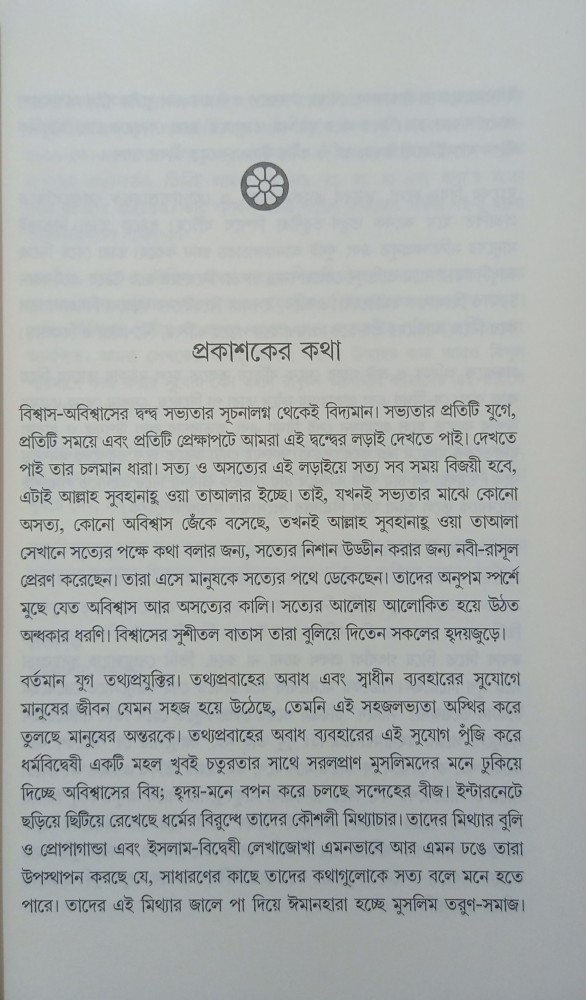 প্রকাশকের কথা
বিশ্বাস-অবিশ্বাসের দ্বন্দ্ব সভ্যতার সূচনালগ্ন থেকেই বিদ্যমান। সভ্যতার প্রতিটি যুগে,
প্রতিটি সময়ে এবং প্রতিটি প্রেক্ষাপটে আমরা এই দ্বন্দ্বের লড়াই দেখতে পাই। দেখতে
পাই তার চলমান ধারা। সত্য ও অসত্যের এই লড়াইয়ে সত্য সব সময় বিজয়ী হবে,
এটাই আল্লাহ সুবহানাহু ওয়া তাআলার ইচ্ছে। তাই, যখনই সভ্যতার মাঝে কোনো
অসত্য, কোনো অবিশ্বাস জেঁকে বসেছে, তখনই আল্লাহ সুবহানাহু ওয়া তাআলা
সেখানে সত্যের পক্ষে কথা বলার জন্য, সত্যের নিশান উড্ডীন করার জন্য নবী-রাসূল
প্রেরণ করেছেন। তারা এসে মানুষকে সত্যের পথে ডেকেছেন। তাদের অনুপম স্পর্শে
মুছে যেত অবিশ্বাস আর অসত্যের কালি। সত্যের আলোয় আলোকিত হয়ে উঠত
অন্ধকার ধরণি। বিশ্বাসের সুশীতল বাতাস তারা বুলিয়ে দিতেন সকলের হৃদয়জুড়ে।
বর্তমান যুগ তথ্যপ্রযুক্তির। তথ্যপ্রবাহের অবাধ এবং স্বাধীন ব্যবহারের সুযোগে
মানুষের জীবন যেমন সহজ হয়ে উঠেছে, তেমনি এই সহজলভ্যতা অস্থির করে
তুলছে মানুষের অন্তরকে। তথ্যপ্রবাহের অবাধ ব্যবহারের এই সুযোগ পুঁজি করে
ধর্মবিদ্বেষী একটি মহল খুবই চতুরতার সাথে সরলপ্রাণ মুসলিমদের মনে ঢুকিয়ে
দিচ্ছে অবিশ্বাসের বিষ; হৃদয়-মনে বপন করে চলছে সন্দেহের বীজ। ইন্টারনেটে
ছড়িয়ে ছিটিয়ে রেখেছে ধর্মের বিরুদ্ধে তাদের কৌশলী মিথ্যাচার। তাদের মিথ্যার বুলি
ও প্রোপাগান্ডা এবং ইসলাম-বিদ্বেষী লেখাজোখা এমনভাবে আর এমন ঢঙে তারা
উপস্থাপন করছে যে, সাধারণের কাছে তাদের কথাগুলোকে সত্য বলে মনে হতে
পারে। তাদের এই মিথ্যার জালে পা দিয়ে ঈমানহারা হচ্ছে মুসলিম তরুণ-সমাজ।